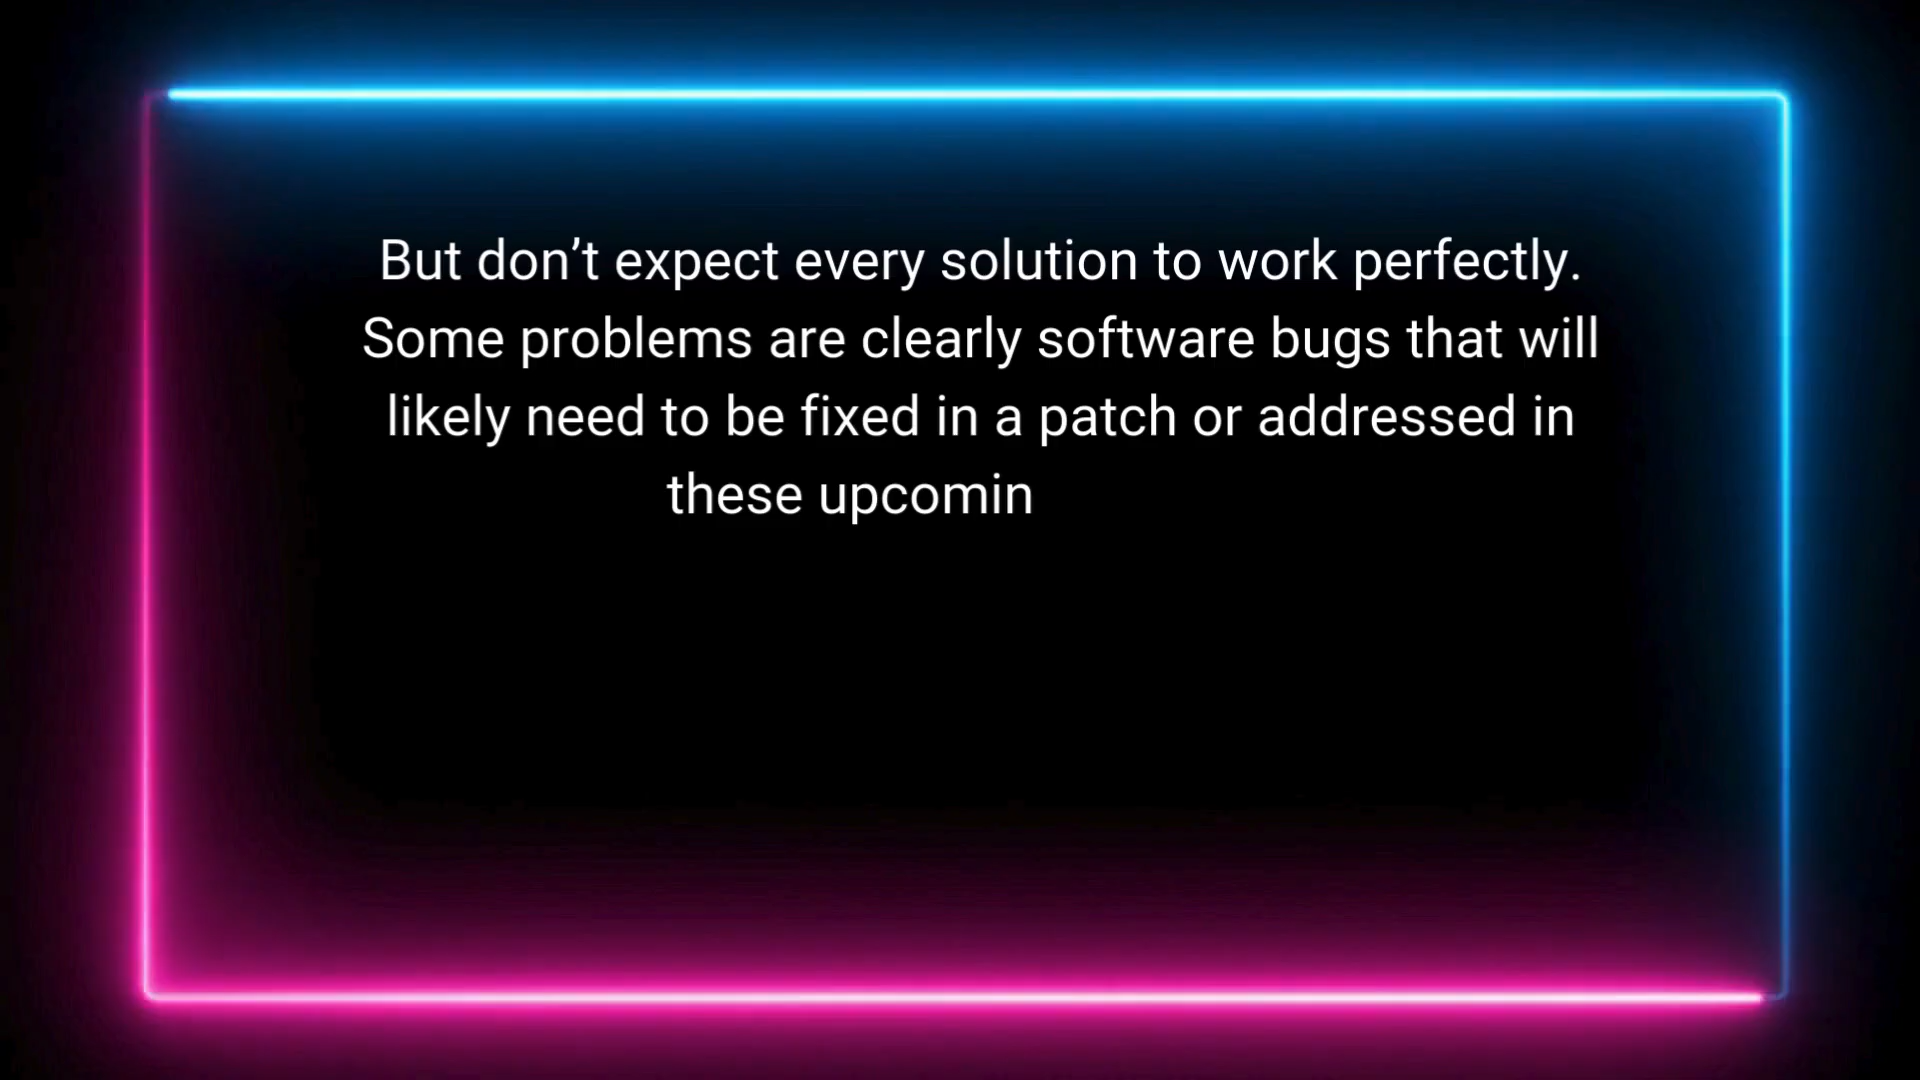 But don’t expect every solution to work perfectly.
Some problems are clearly software bugs that will
likely need to be fixed in a patch or addressed in
these upcomin